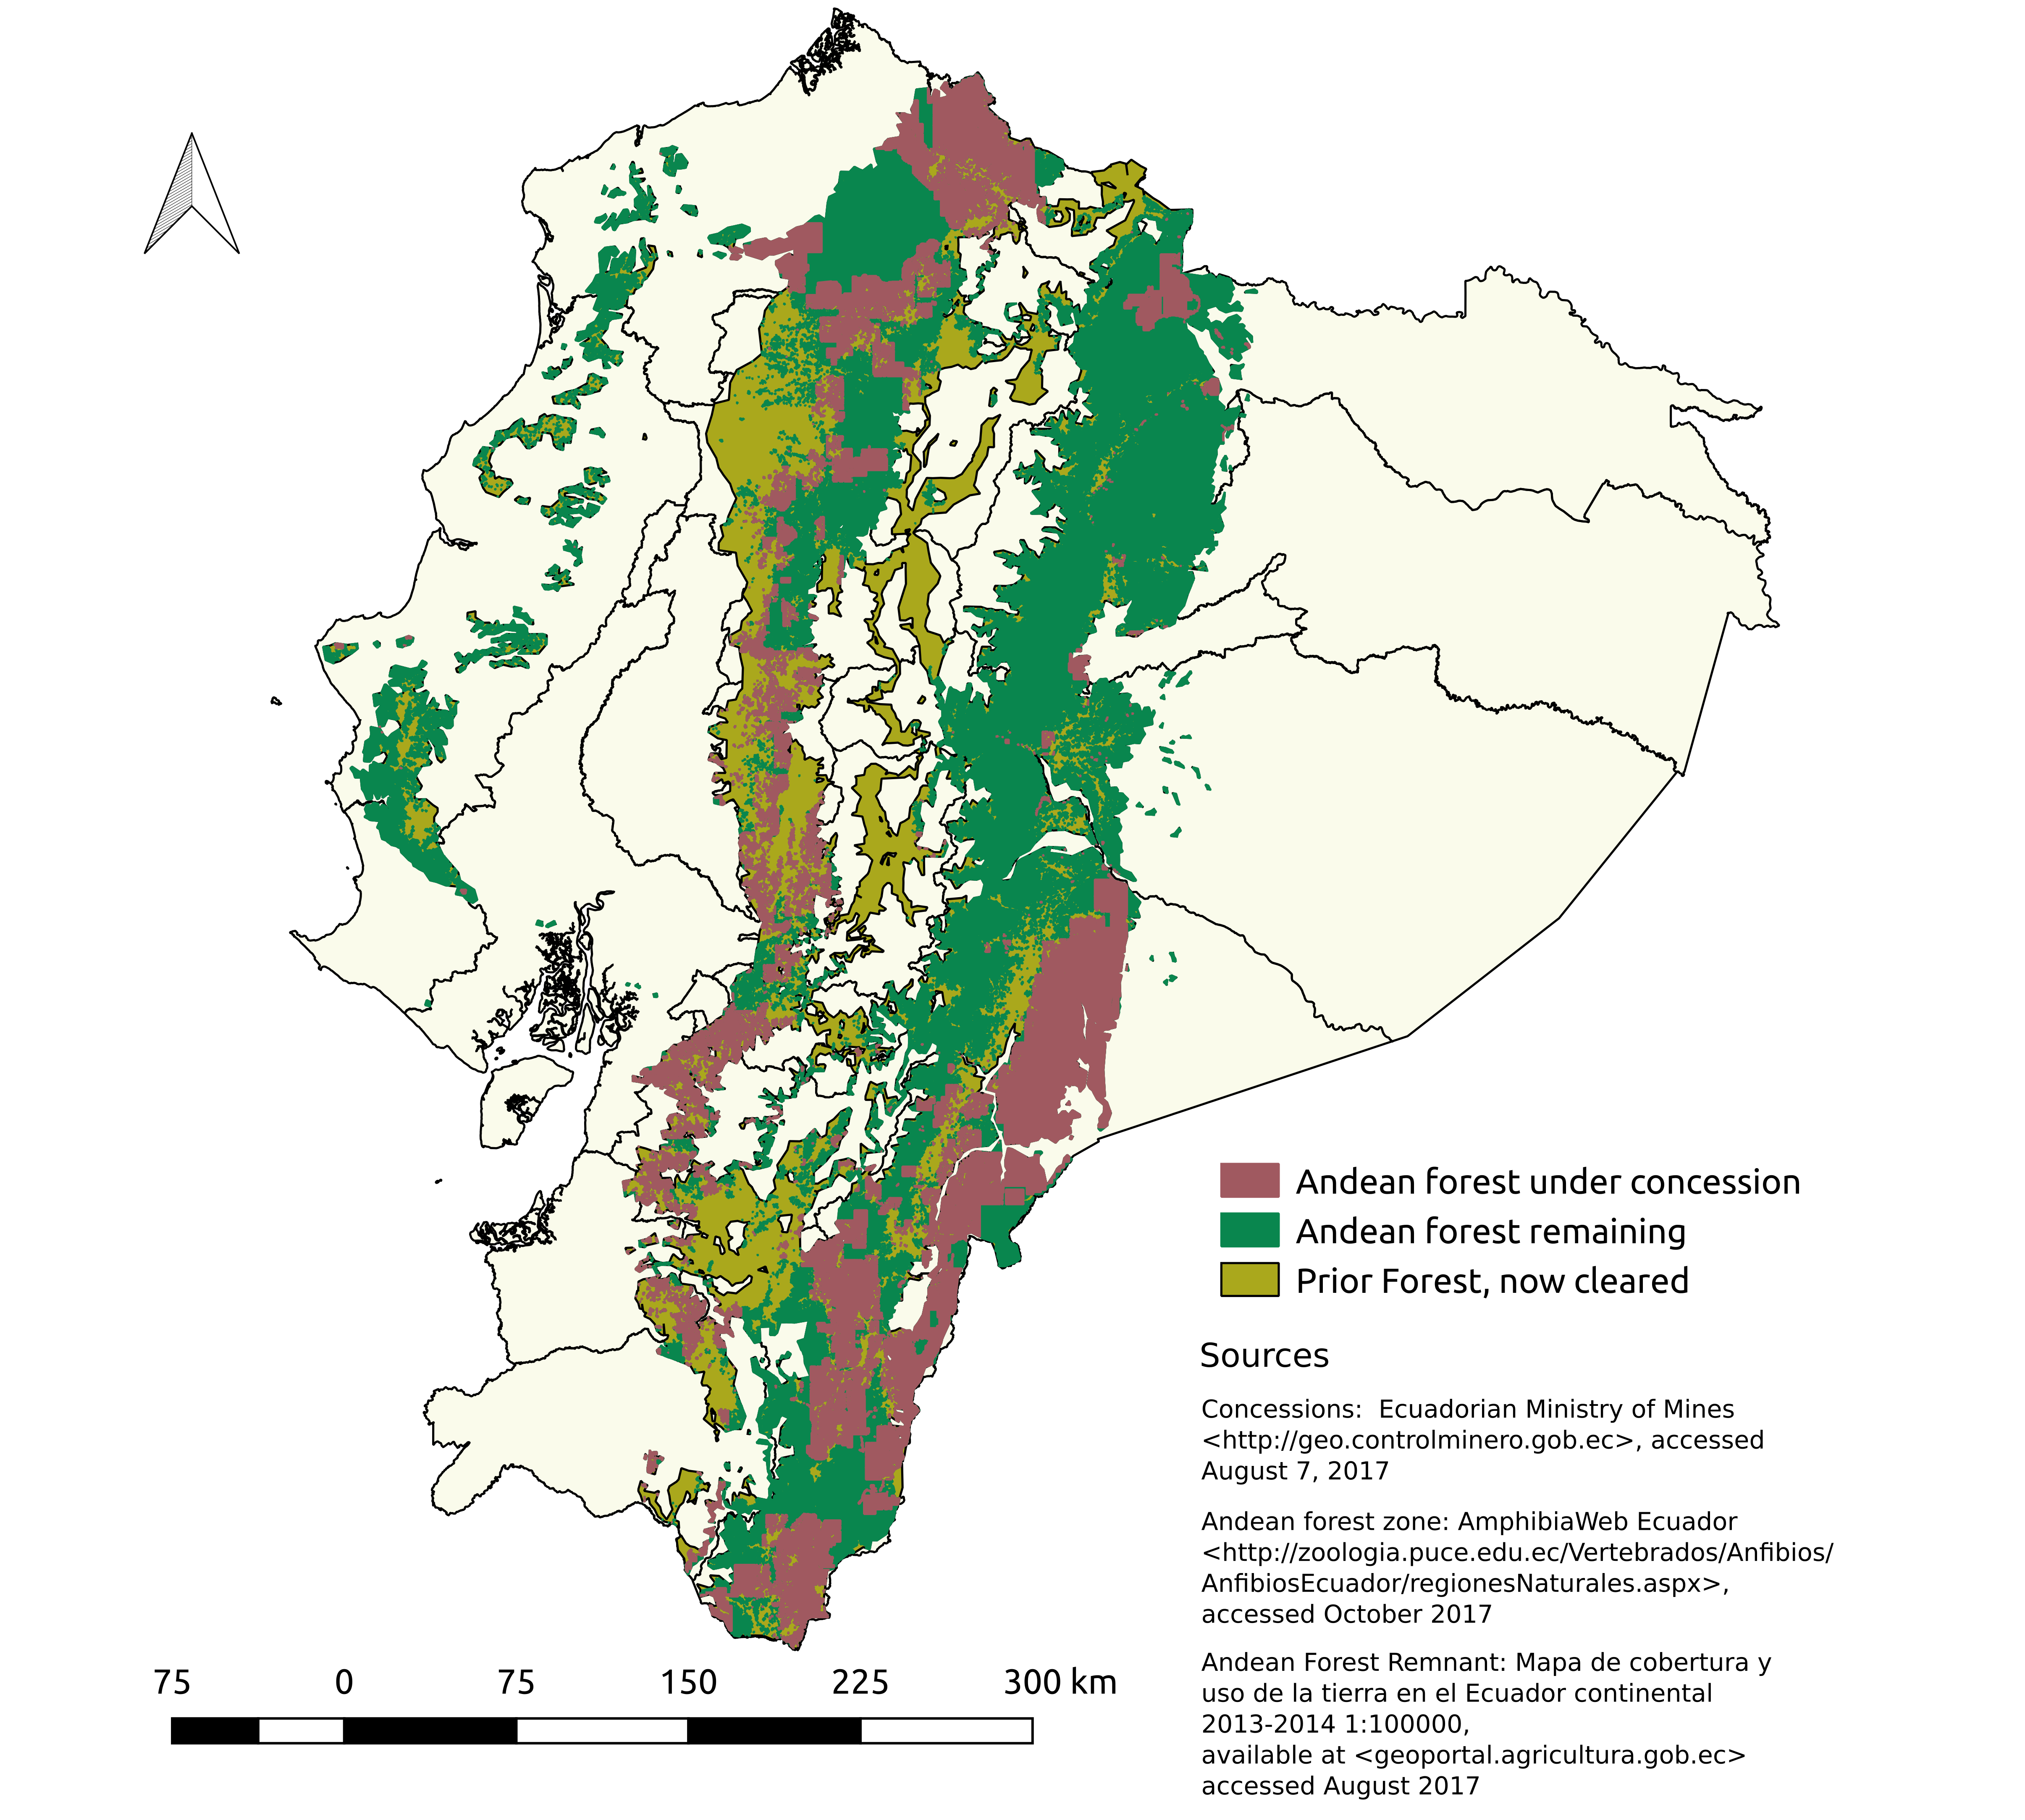 Andean forest under concession
Andean forest remaining
Prior Forest, now cleared
Sources
Concessions:  Ecuadorian Ministry of Mines
<http://geo.controlminero.gob.ec>, accessed
August 7, 2017
Andean forest zone: AmphibiaWeb Ecuador
<http://zoologia.puce.edu.ec/Vertebrados/Anfibios/
AnfibiosEcuador/regionesNaturales.aspx>,
accessed October 2017
Andean Forest Remnant: Mapa de cobertura y
uso de la tierra en el Ecuador continental
2013-2014 1:100000,
available at <geoportal.agricultura.gob.ec>
accessed August 2017
75 0 75 150 225 300 km